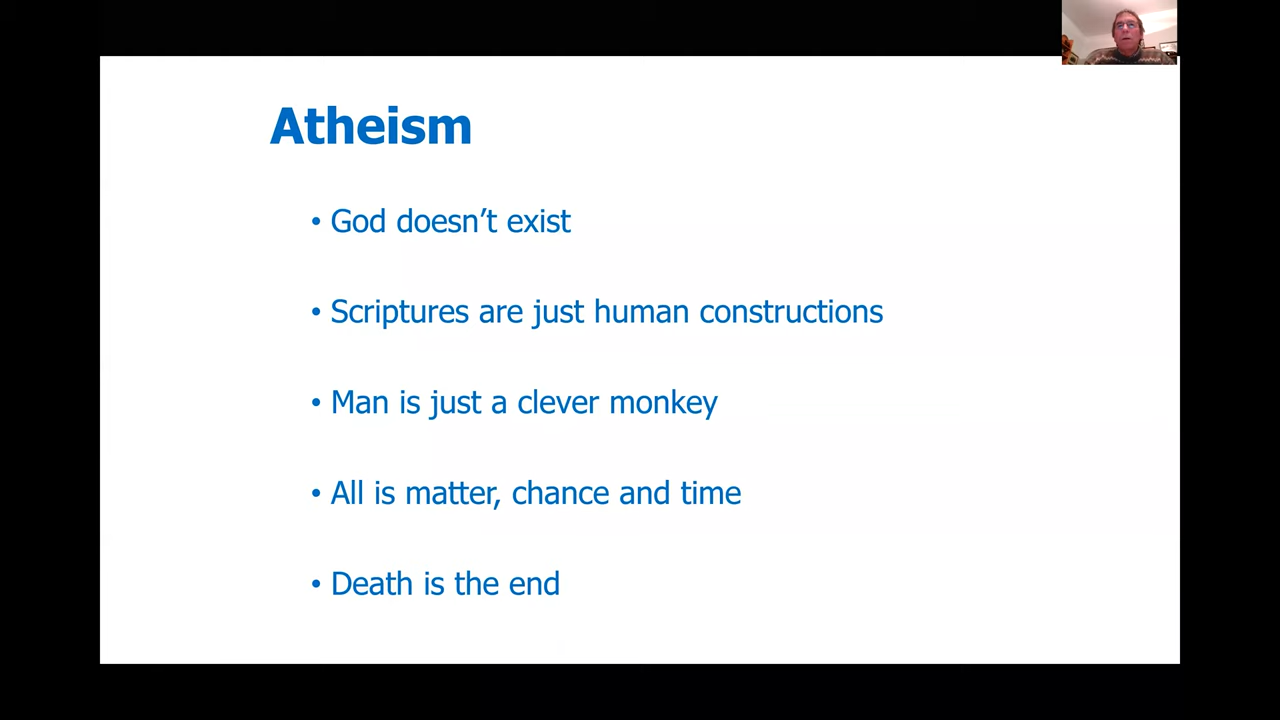 Atheism
• God doesn’t exist
• Scriptures are just human constructions
• Man is just a clever monkey
• All is matter, chance and time
• Death is the end